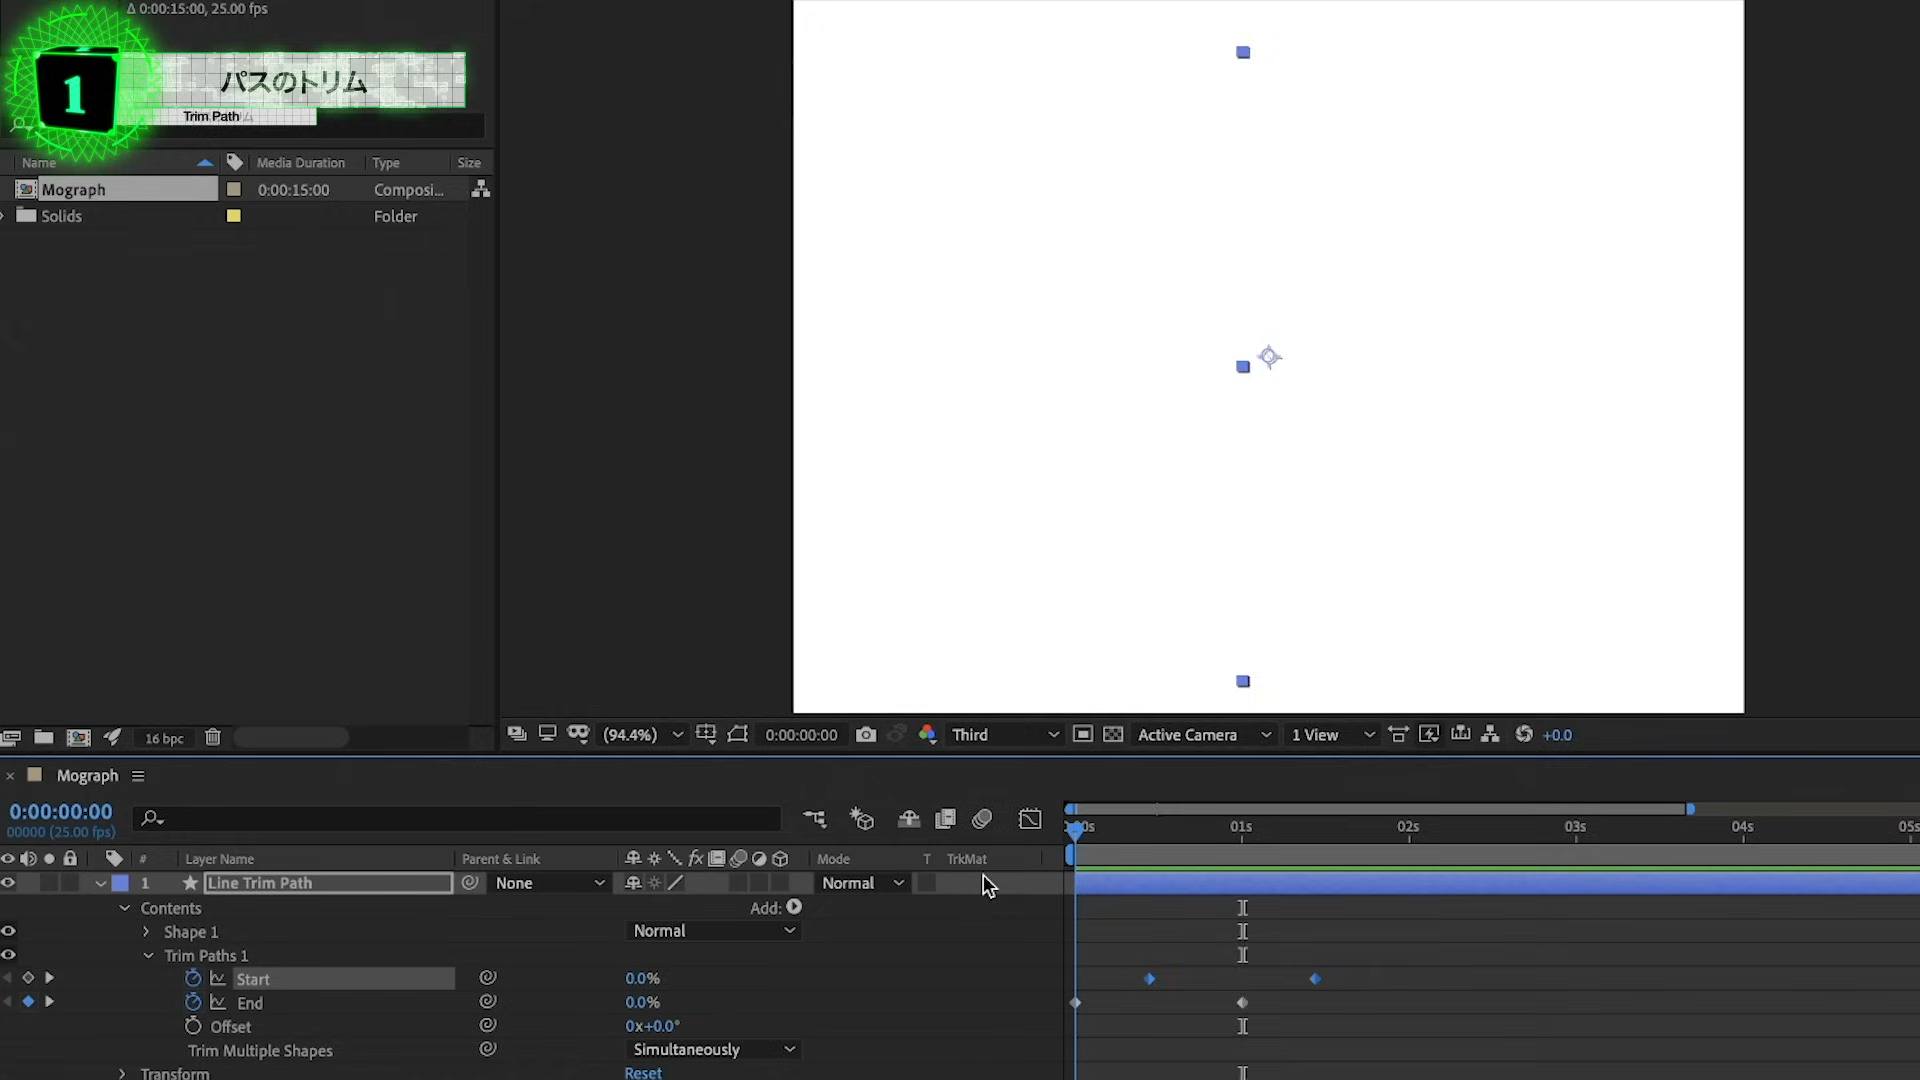 Δ 0:00:15:00, 25.00 fps
1
パスのトリム
Trim Path
Name Media Duration Type Size
Mograph 0:00:15:00 Composi...
Solids Folder
16 bpc
(94.4%) 0:00:00:00 Third Active Camera 1 View +0.0
Mograph
0:00:00:00
00000 (25.00 fps)
00s 01s 02s 03s 04s 05s
# Layer Name Parent & Link fx Mode T TrkMat
1 Line Trim Path None Normal
Contents Add:
Shape 1 Normal
Trim Paths 1
Start 0.0%
End 0.0%
Offset 0x+0.0°
Trim Multiple Shapes Simultaneously
Transform Reset